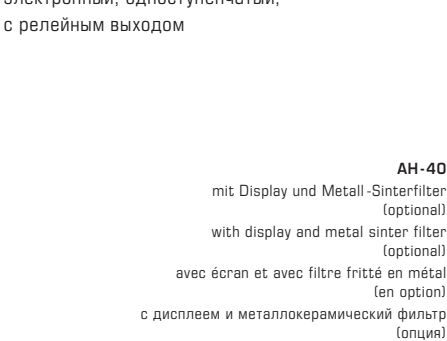 электронный, одноступенчатый,
с релейным выходом
AH-40
mit Display und Metall-Sinterfilter
(optional)
with display and metal sinter filter
(optional)
avec écran et avec filtre fritté en métal
(en option)
с дисплеем и металлокерамический фильтр
(опция)